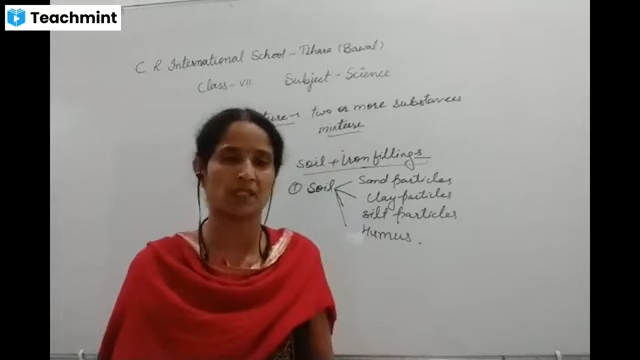 Teachmint
C R International School - Tihara (Bawal)
Class - VII Subject - Science
two or more substances
mixture
Soil + Iron fillings
① Soil
Sand particles
Clay particles
Silt particles
Humus.